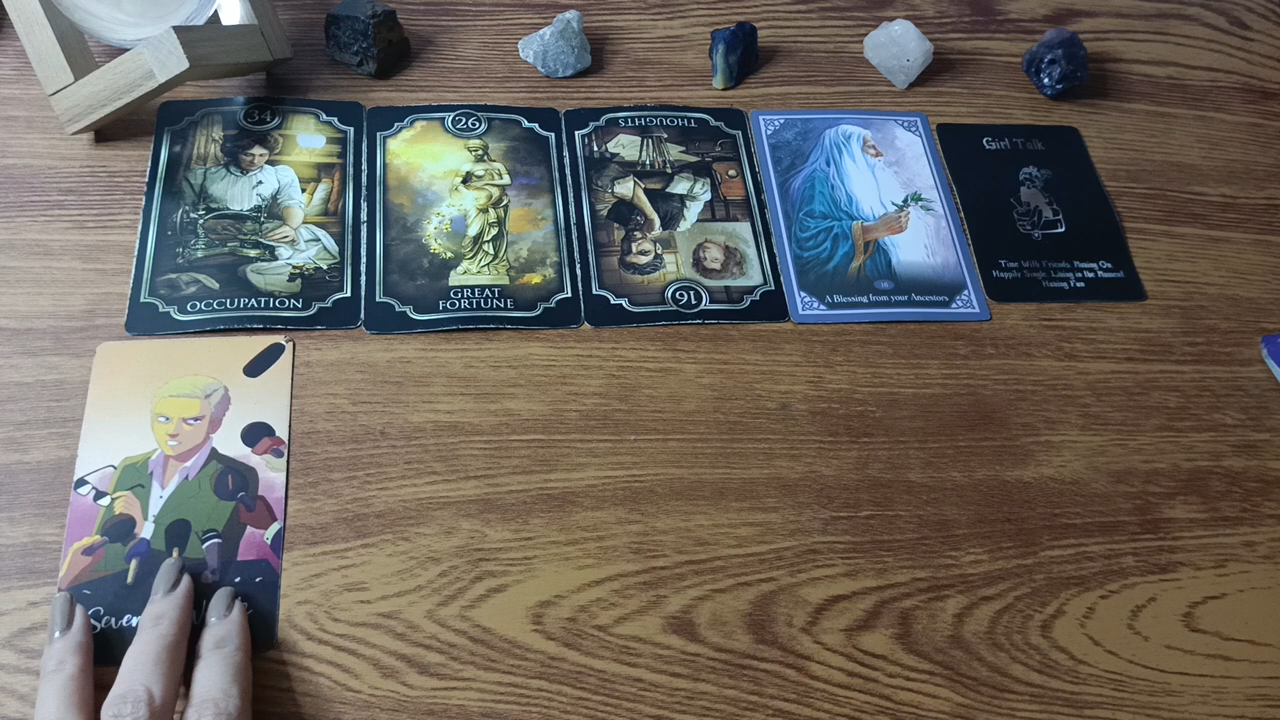 34
OCCUPATION
26
GREAT
FORTUNE
THOUGHTS
16
16
A Blessing from your Ancestors
Girl Talk
Time With Friends, Moving On
Happily Single, Living in the Moment
Having Fun